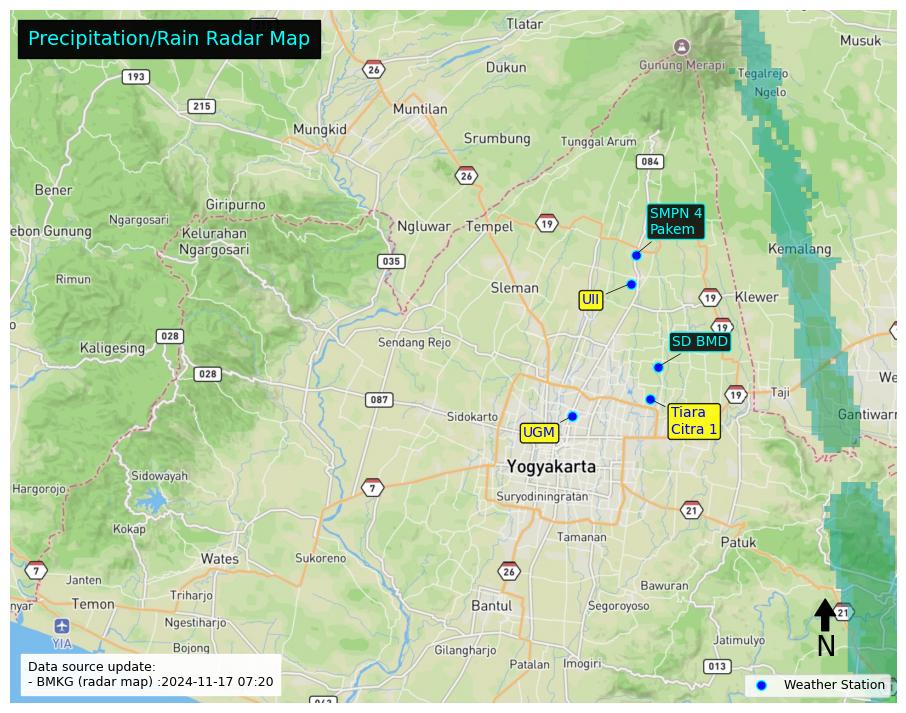 Precipitation/Rain Radar Map
Tlatar
Musuk
26
Dukun
Gunung Merapi
193
Tegalrejo
Ngelo
215
Muntilan
Mungkid
Srumbung
Tunggal Arum
084
26
Bener
Giripurno
SMPN 4
Pakem
Ngargosari
Ngluwar
Tempel
19
ebon Gunung
Kelurahan
Ngargosari
Kemalang
035
Rimun
Sleman
UII
19
Klewer
19
028
Kaligesing
Sendang Rejo
SD BMD
028
We
087
19
Taji
Sidokarto
Tiara
Citra 1
Gantiwarn
UGM
Yogyakarta
Sidowayah
Hargorojo
7
Suryodiningratan
21
Kokap
Tamanan
Patuk
Wates
Sukoreno
7
26
Janten
Bawuran
Triharjo
nyar
Temon
Bantul
Segoroyoso
21
Ngestiharjo
YIA
Jatimulyo
N
Bojong
Gilangharjo
Patalan
Imogiri
013
Data source update:
- BMKG (radar map) :2024-11-17 07:20
Weather Station